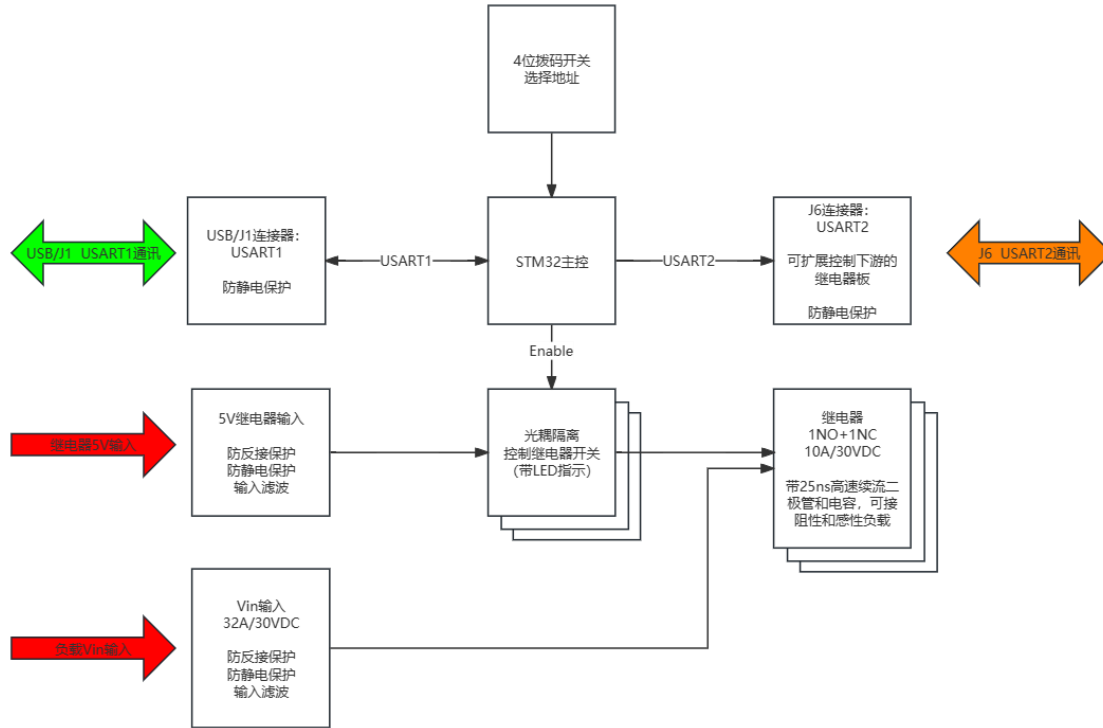 4位拨码开关
选择地址
USB/J1  USART1通讯
USB/J1连接器：
USART1
防静电保护
USART1
STM32主控
USART2
J6连接器：
USART2
可扩展控制下游的
继电器板
防静电保护
J6  USART2通讯
Enable
继电器5V输入
5V继电器输入
防反接保护
防静电保护
输入滤波
光耦隔离
控制继电器开关
(带LED指示)
继电器
1NO+1NC
10A/30VDC
带25ns高速续流二
极管和电容，可接
阻性和感性负载
负载Vin输入
Vin输入
32A/30VDC
防反接保护
防静电保护
输入滤波